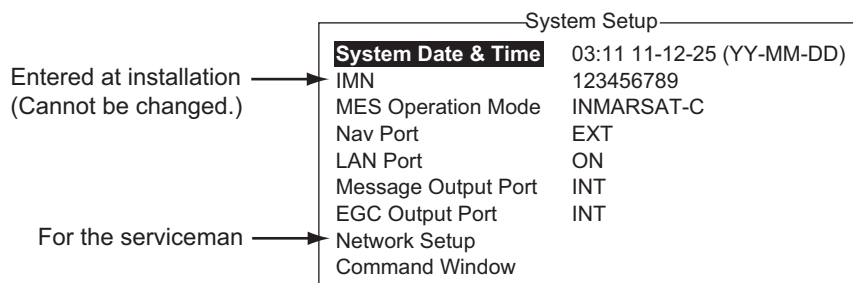 System Setup
System Date & Time 03:11 11-12-25 (YY-MM-DD)
Entered at installation
(Cannot be changed.)
IMN 123456789
MES Operation Mode INMARSAT-C
Nav Port EXT
LAN Port ON
Message Output Port INT
EGC Output Port INT
For the serviceman
Network Setup
Command Window